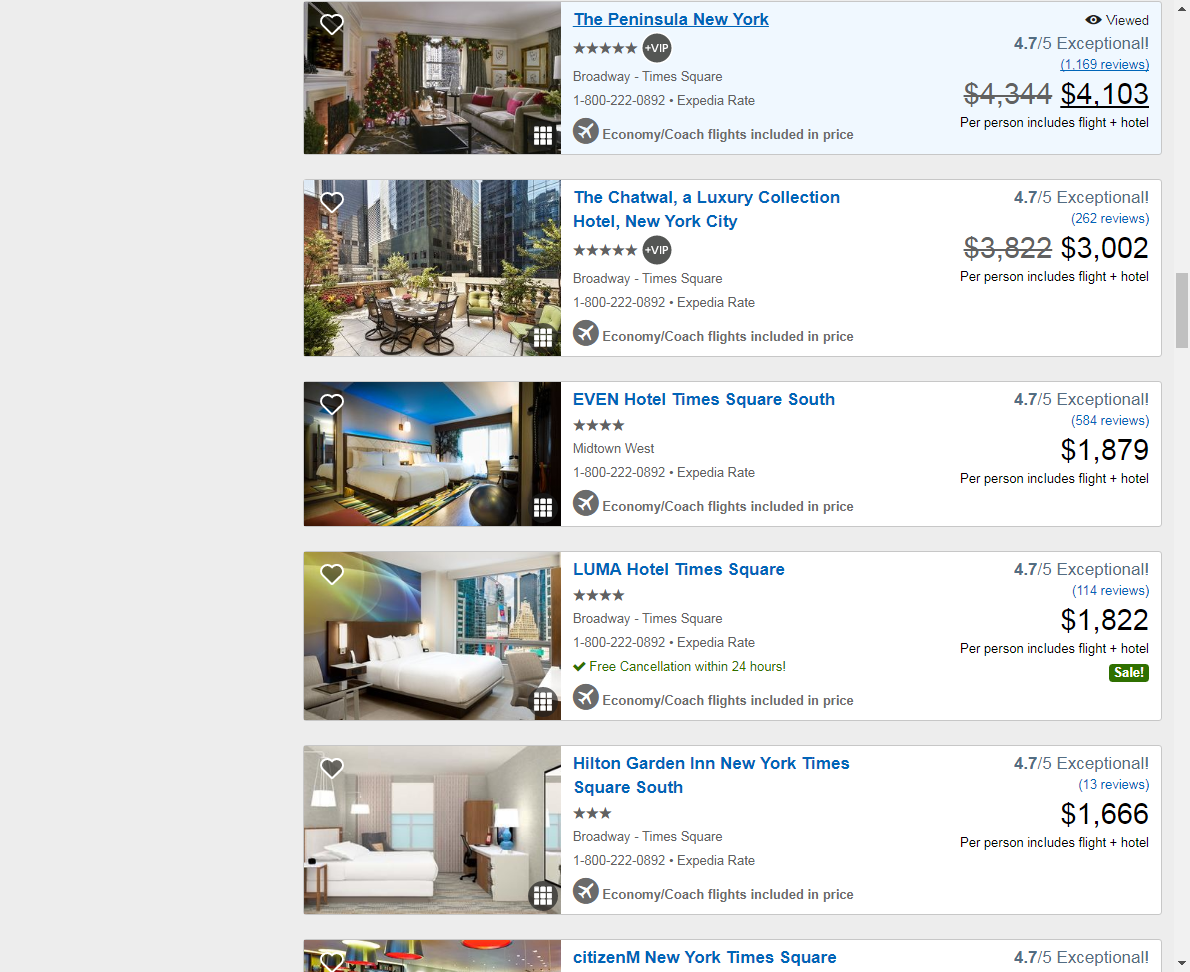 The Peninsula New York
Viewed
+VIP
4.7/5 Exceptional!
(1,169 reviews)
Broadway - Times Square
$4,344 $4,103
1-800-222-0892 • Expedia Rate
Per person includes flight + hotel
Economy/Coach flights included in price
The Chatwal, a Luxury Collection
Hotel, New York City
4.7/5 Exceptional!
(262 reviews)
+VIP
$3,822 $3,002
Broadway - Times Square
Per person includes flight + hotel
1-800-222-0892 • Expedia Rate
Economy/Coach flights included in price
EVEN Hotel Times Square South
4.7/5 Exceptional!
(584 reviews)
Midtown West
$1,879
1-800-222-0892 • Expedia Rate
Per person includes flight + hotel
Economy/Coach flights included in price
LUMA Hotel Times Square
4.7/5 Exceptional!
(114 reviews)
Broadway - Times Square
$1,822
1-800-222-0892 • Expedia Rate
Per person includes flight + hotel
Free Cancellation within 24 hours!
Sale!
Economy/Coach flights included in price
Hilton Garden Inn New York Times
Square South
4.7/5 Exceptional!
(13 reviews)
$1,666
Broadway - Times Square
Per person includes flight + hotel
1-800-222-0892 • Expedia Rate
Economy/Coach flights included in price
citizenM New York Times Square
4.7/5 Exceptional!